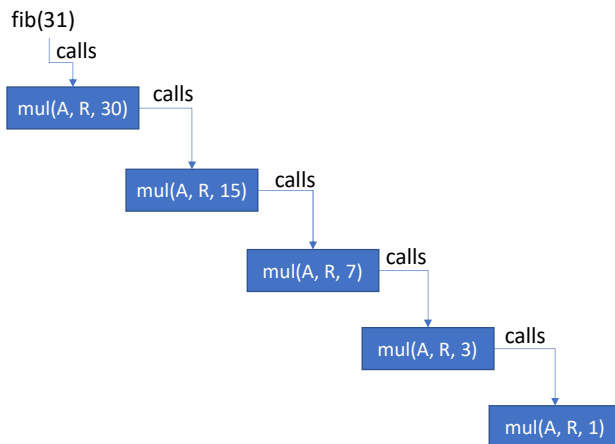 fib(31)
calls
mul(A, R, 30)
calls
mul(A, R, 15)
calls
mul(A, R, 7)
calls
mul(A, R, 3)
calls
mul(A, R, 1)